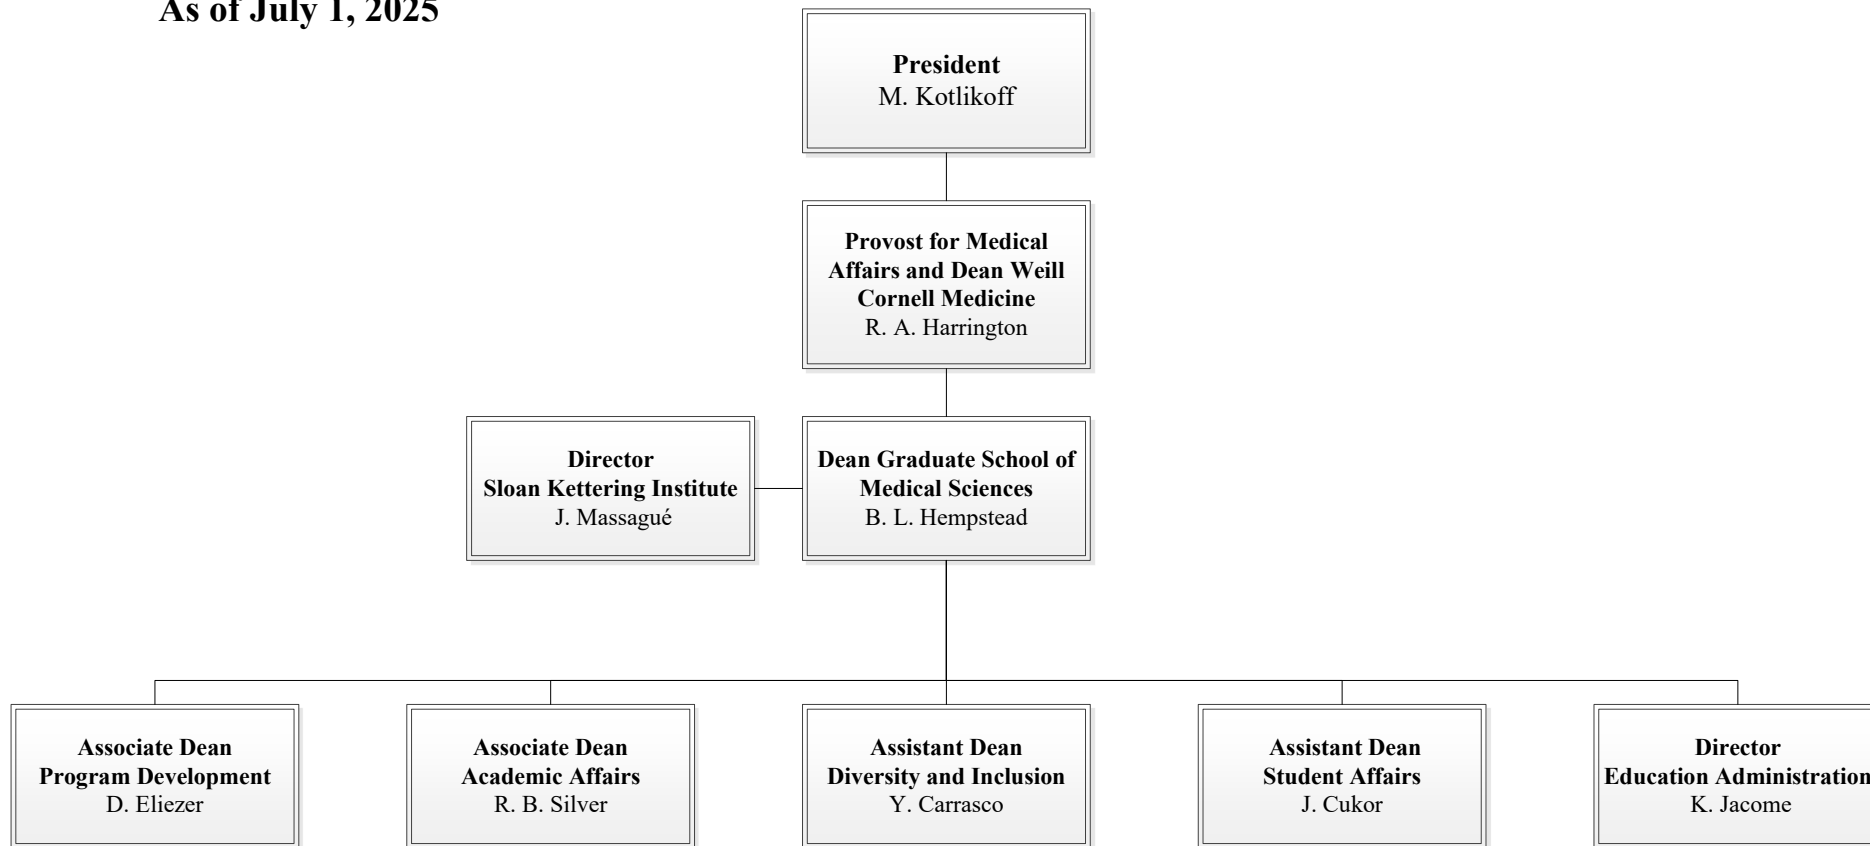 As of July 1, 2025
President
M. Kotlikoff
Provost for Medical
Affairs and Dean Weill
Cornell Medicine
R. A. Harrington
Director
Sloan Kettering Institute
J. Massagué
Dean Graduate School of
Medical Sciences
B. L. Hempstead
Associate Dean
Program Development
D. Eliezer
Associate Dean
Academic Affairs
R. B. Silver
Assistant Dean
Diversity and Inclusion
Y. Carrasco
Assistant Dean
Student Affairs
J. Cukor
Director
Education Administration
K. Jacome